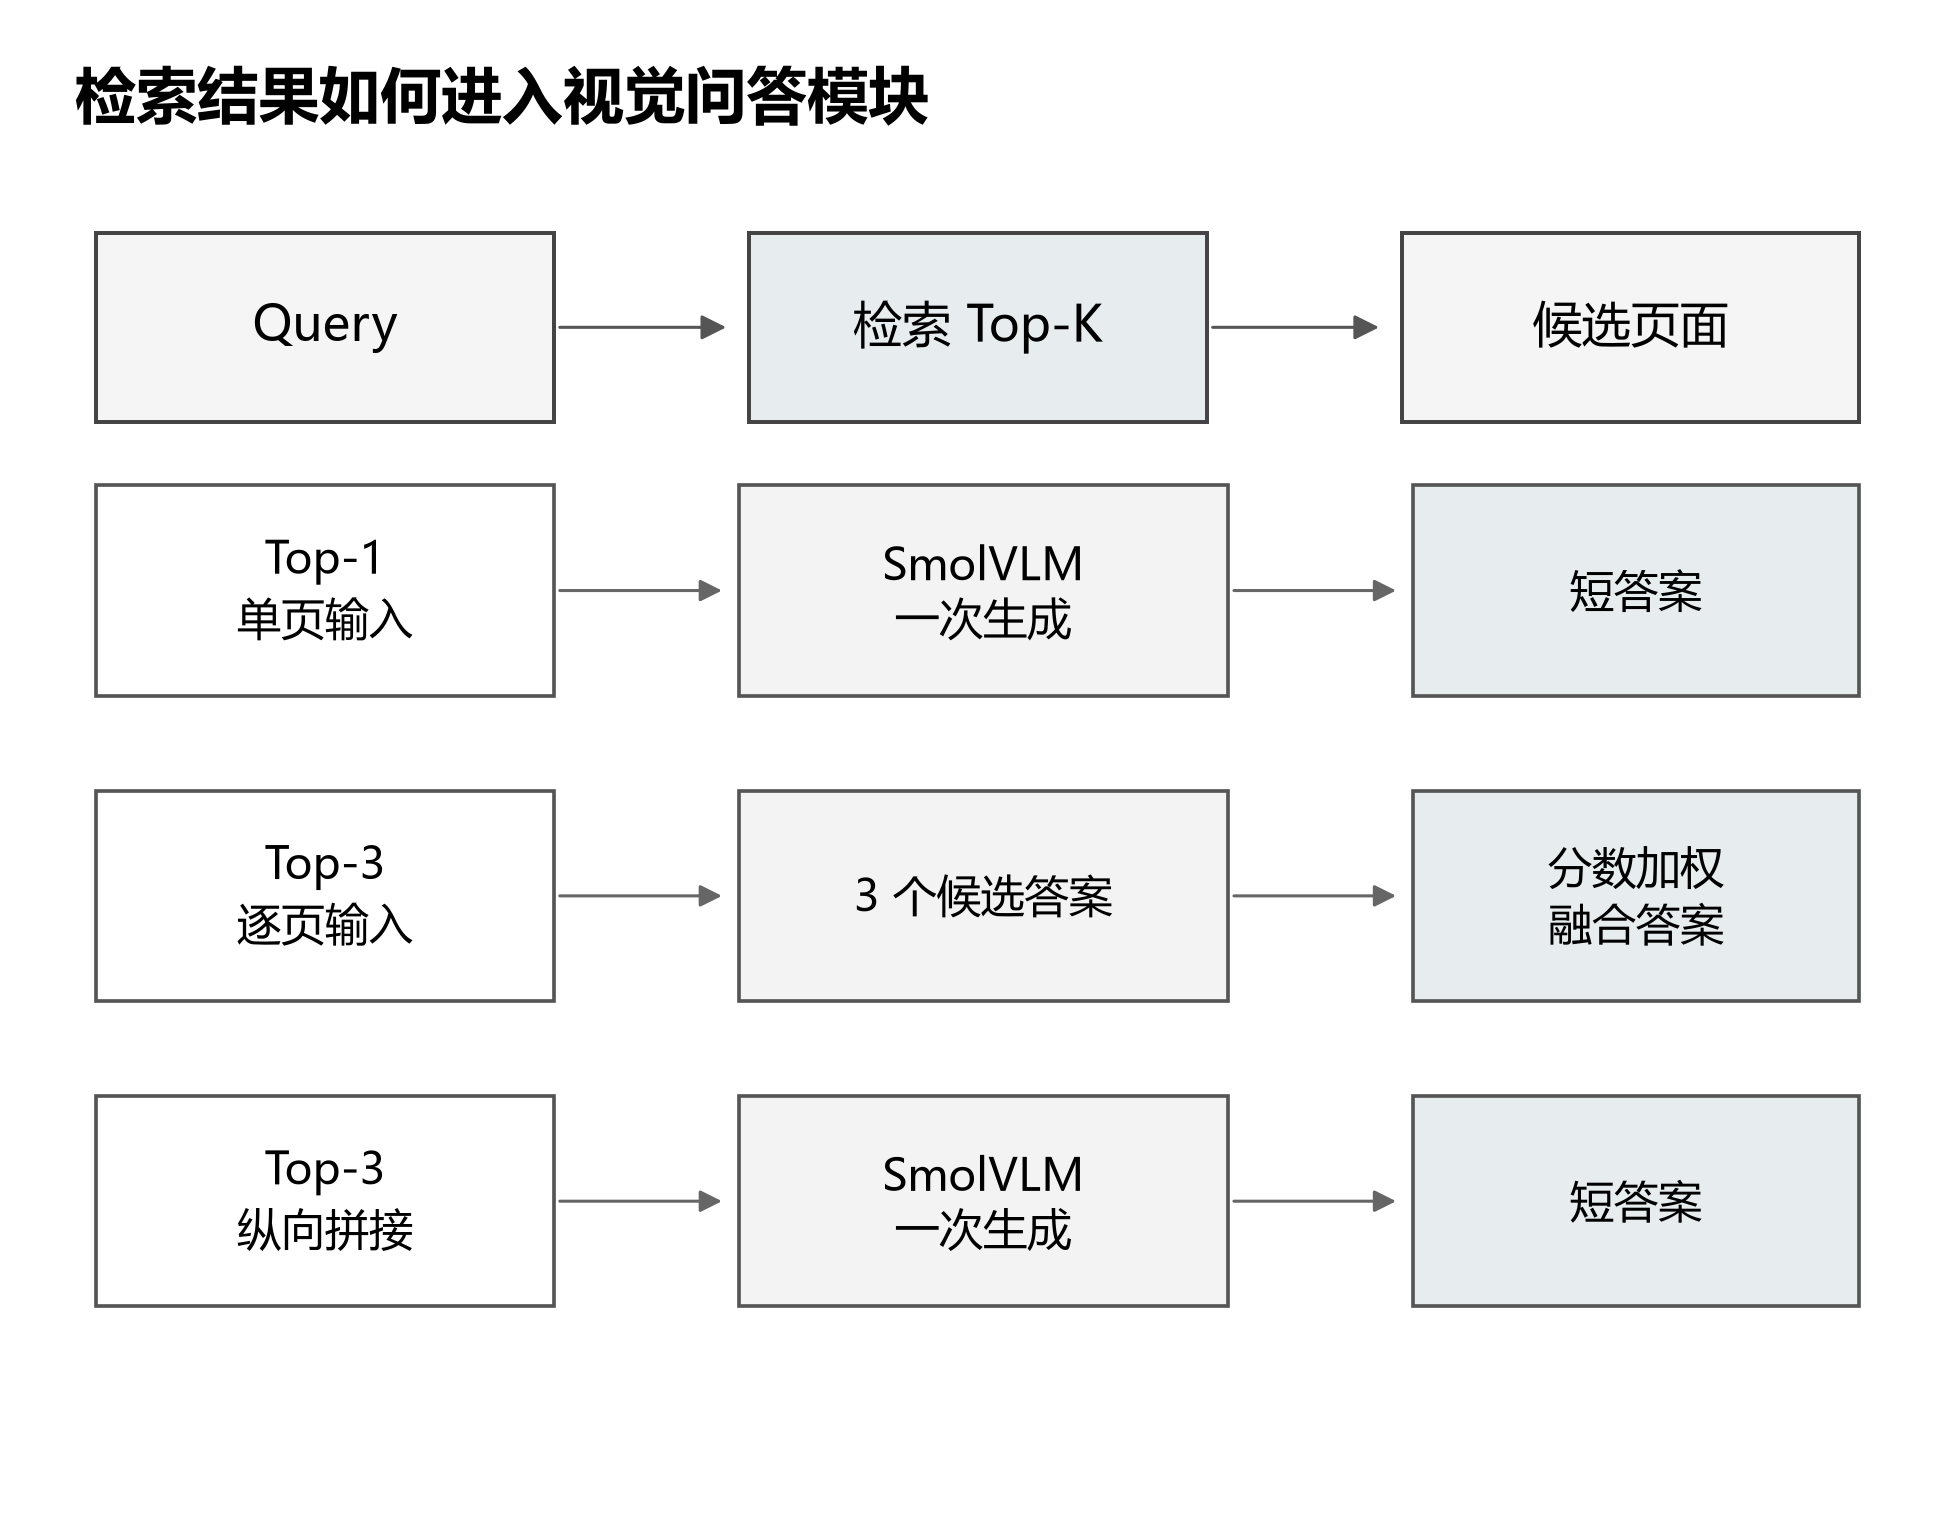 检索结果如何进入视觉问答模块
Query
检索 Top-K
候选页面
Top-1
单页输入
SmolVLM
一次生成
短答案
Top-3
逐页输入
3 个候选答案
分数加权
融合答案
Top-3
纵向拼接
SmolVLM
一次生成
短答案